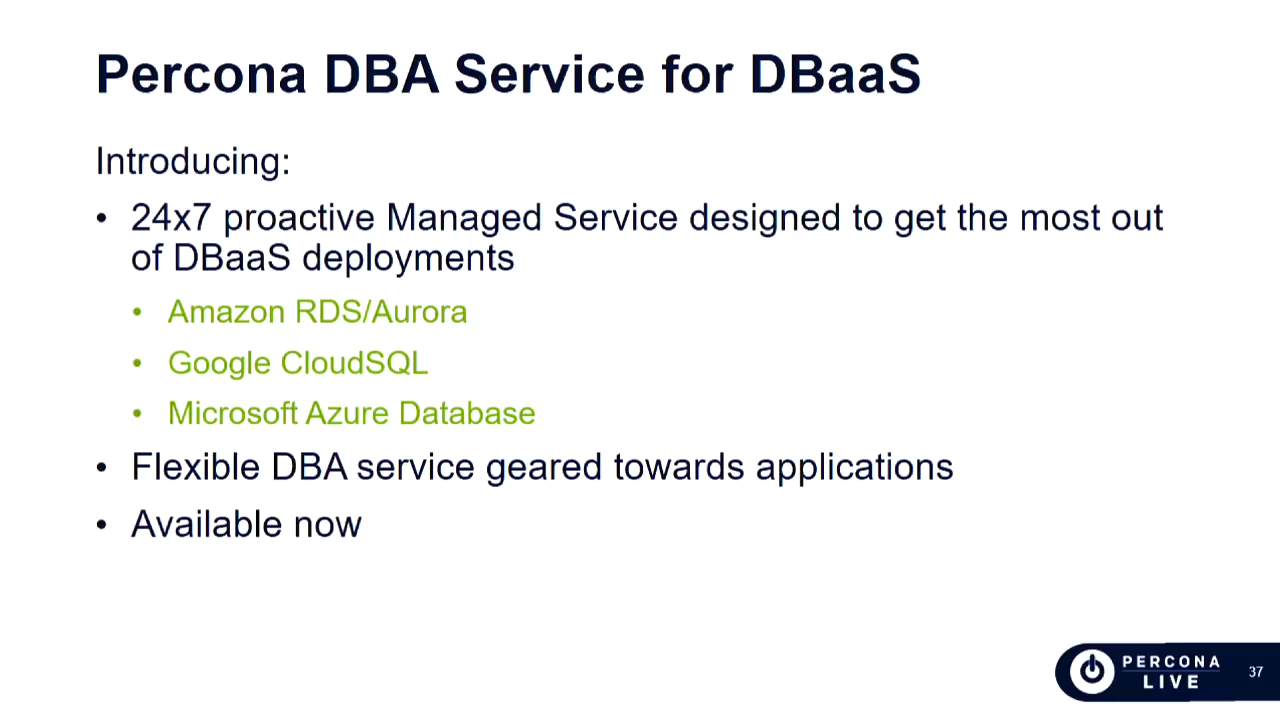 Percona DBA Service for DBaaS
Introducing:
• 24x7 proactive Managed Service designed to get the most out
of DBaaS deployments
• Amazon RDS/Aurora
• Google CloudSQL
• Microsoft Azure Database
• Flexible DBA service geared towards applications
• Available now
PERCONA
LIVE
37